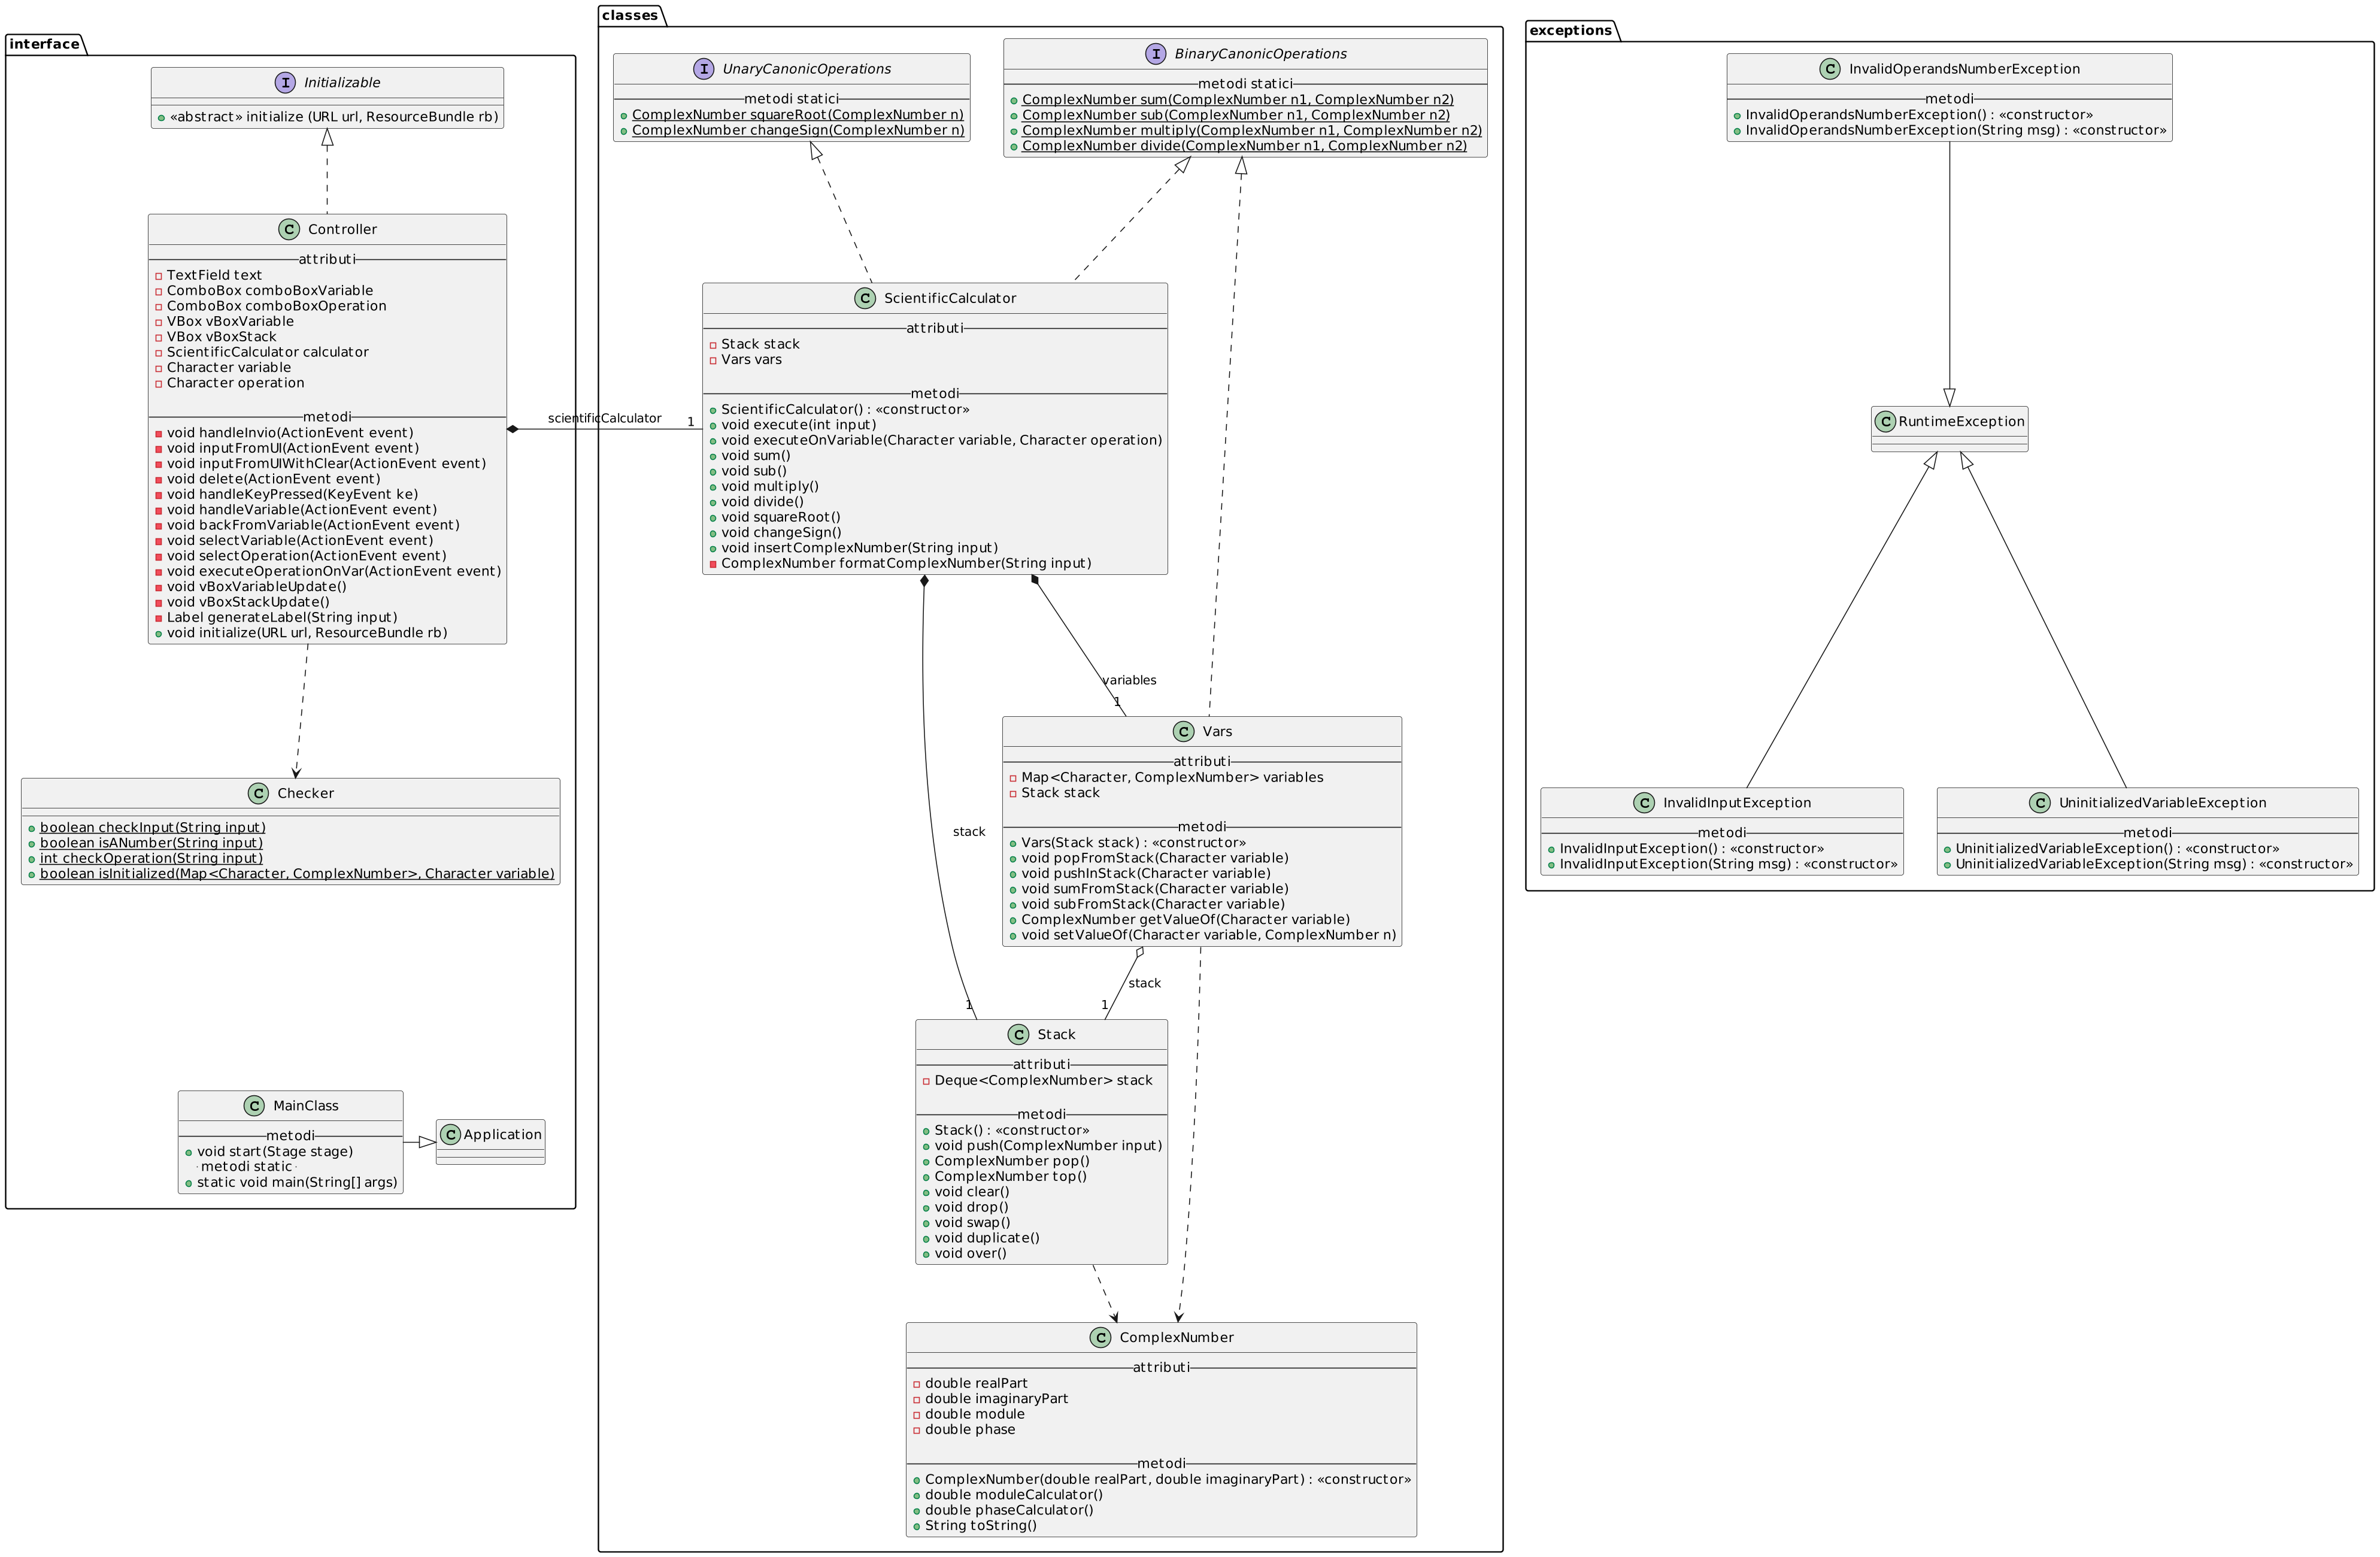 interface
Initializable
«abstract» initialize (URL url, ResourceBundle rb)
Controller
attributi
TextField text
ComboBox comboBoxVariable
ComboBox comboBoxOperation
VBox vBoxVariable
VBox vBoxStack
ScientificCalculator calculator
Character variable
Character operation
metodi
void handleInvio(ActionEvent event)
void inputFromUI(ActionEvent event)
void inputFromUIWithClear(ActionEvent event)
void delete(ActionEvent event)
void handleKeyPressed(KeyEvent ke)
void handleVariable(ActionEvent event)
void backFromVariable(ActionEvent event)
void selectVariable(ActionEvent event)
void selectOperation(ActionEvent event)
void executeOperationOnVar(ActionEvent event)
void vBoxVariableUpdate()
void vBoxStackUpdate()
Label generateLabel(String input)
void initialize(URL url, ResourceBundle rb)
scientificCalculator
1
Checker
boolean checkInput(String input)
boolean isANumber(String input)
int checkOperation(String input)
boolean isInitialized(Map<Character, ComplexNumber>, Character variable)
MainClass
metodi
void start(Stage stage)
metodi static
static void main(String[] args)
Application
classes
UnaryCanonicOperations
metodi statici
ComplexNumber squareRoot(ComplexNumber n)
ComplexNumber changeSign(ComplexNumber n)
BinaryCanonicOperations
metodi statici
ComplexNumber sum(ComplexNumber n1, ComplexNumber n2)
ComplexNumber sub(ComplexNumber n1, ComplexNumber n2)
ComplexNumber multiply(ComplexNumber n1, ComplexNumber n2)
ComplexNumber divide(ComplexNumber n1, ComplexNumber n2)
ScientificCalculator
attributi
Stack stack
Vars vars
metodi
ScientificCalculator() : «constructor»
void execute(int input)
void executeOnVariable(Character variable, Character operation)
void sum()
void sub()
void multiply()
void divide()
void squareRoot()
void changeSign()
void insertComplexNumber(String input)
ComplexNumber formatComplexNumber(String input)
variables
1
stack
1
Vars
attributi
Map<Character, ComplexNumber> variables
Stack stack
metodi
Vars(Stack stack) : «constructor»
void popFromStack(Character variable)
void pushInStack(Character variable)
void sumFromStack(Character variable)
void subFromStack(Character variable)
ComplexNumber getValueOf(Character variable)
void setValueOf(Character variable, ComplexNumber n)
stack
1
Stack
attributi
Deque<ComplexNumber> stack
metodi
Stack() : «constructor»
void push(ComplexNumber input)
ComplexNumber pop()
ComplexNumber top()
void clear()
void drop()
void swap()
void duplicate()
void over()
ComplexNumber
attributi
double realPart
double imaginaryPart
double module
double phase
metodi
ComplexNumber(double realPart, double imaginaryPart) : «constructor»
double moduleCalculator()
double phaseCalculator()
String toString()
exceptions
InvalidOperandsNumberException
metodi
InvalidOperandsNumberException() : «constructor»
InvalidOperandsNumberException(String msg) : «constructor»
RuntimeException
InvalidInputException
metodi
InvalidInputException() : «constructor»
InvalidInputException(String msg) : «constructor»
UninitializedVariableException
metodi
UninitializedVariableException() : «constructor»
UninitializedVariableException(String msg) : «constructor»